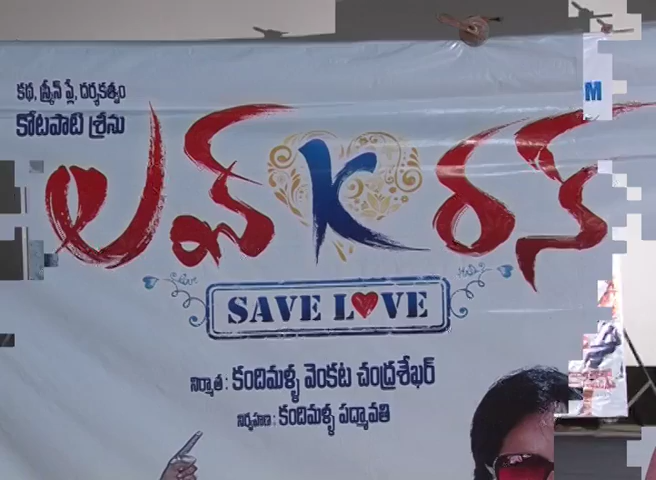 కథ, స్క్రీన్ ప్లే, దర్శకత్వం
కోటపాటి శ్రీను
M
లవ్ K రన్
SAVE LOVE
నిర్మాత : కందిమళ్ళ వెంకట చంద్రశేఖర్
నిర్వహణ : కందిమళ్ళ పద్మావతి